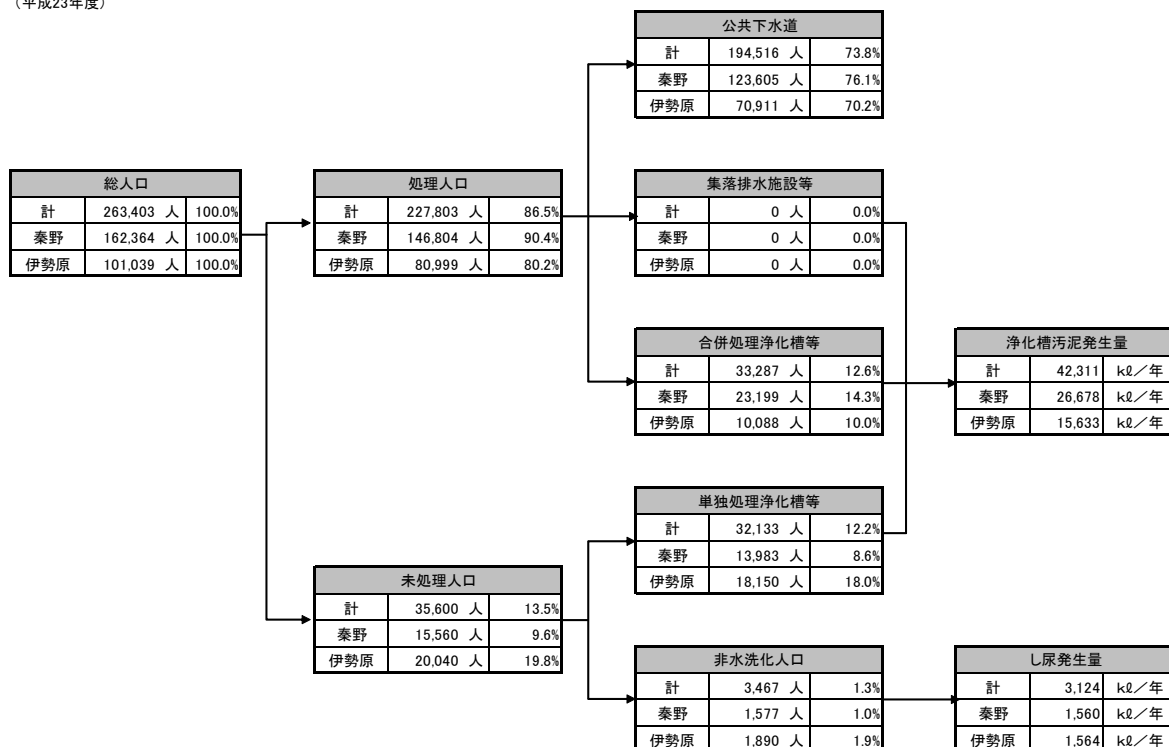 （平成23年度）
公共下水道
計 194,516 人 73.8%
秦野 123,605 人 76.1%
伊勢原 70,911 人 70.2%
総人口
計 263,403 人 100.0%
秦野 162,364 人 100.0%
伊勢原 101,039 人 100.0%
処理人口
計 227,803 人 86.5%
秦野 146,804 人 90.4%
伊勢原 80,999 人 80.2%
集落排水施設等
計 0 人 0.0%
秦野 0 人 0.0%
伊勢原 0 人 0.0%
合併処理浄化槽等
計 33,287 人 12.6%
秦野 23,199 人 14.3%
伊勢原 10,088 人 10.0%
浄化槽汚泥発生量
計 42,311 kℓ／年
秦野 26,678 kℓ／年
伊勢原 15,633 kℓ／年
単独処理浄化槽等
計 32,133 人 12.2%
秦野 13,983 人 8.6%
伊勢原 18,150 人 18.0%
未処理人口
計 35,600 人 13.5%
秦野 15,560 人 9.6%
伊勢原 20,040 人 19.8%
非水洗化人口
計 3,467 人 1.3%
秦野 1,577 人 1.0%
伊勢原 1,890 人 1.9%
し尿発生量
計 3,124 kℓ／年
秦野 1,560 kℓ／年
伊勢原 1,564 kℓ／年